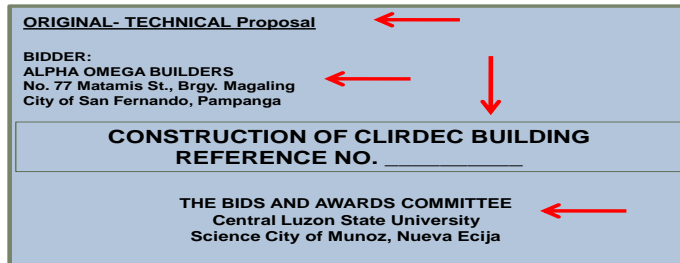 ORIGINAL- TECHNICAL Proposal
BIDDER:
ALPHA OMEGA BUILDERS
No. 77 Matamis St., Brgy. Magaling
City of San Fernando, Pampanga
CONSTRUCTION OF CLIRDEC BUILDING
REFERENCE NO. __________
THE BIDS AND AWARDS COMMITTEE
Central Luzon State University
Science City of Munoz, Nueva Ecija